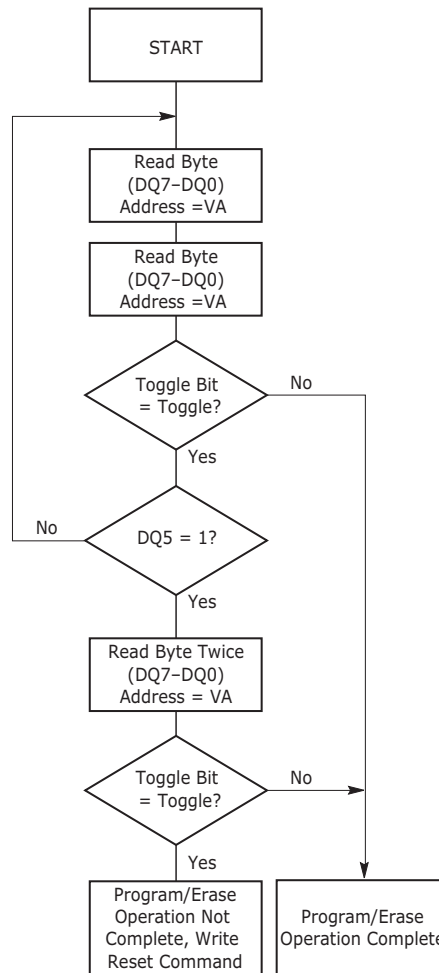 START
Read Byte
(DQ7–DQ0)
Address =VA
Read Byte
(DQ7–DQ0)
Address =VA
Toggle Bit
= Toggle?
No
Yes
DQ5 = 1?
No
Yes
Read Byte Twice
(DQ7–DQ0)
Address = VA
Toggle Bit
= Toggle?
No
Yes
Program/Erase
Operation Not
Complete, Write
Reset Command
Program/Erase
Operation Complete